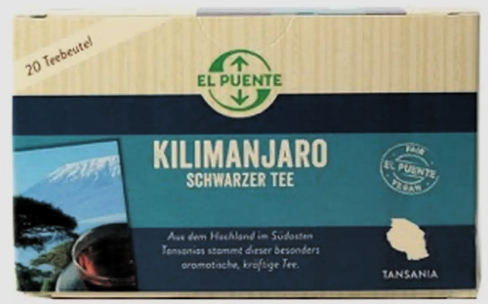 20 Teebeutel
EL PUENTE
KILIMANJARO
SCHWARZER TEE
FAIR
EL PUENTE
VEGAN
Aus dem Hochland im Südosten
Tansanias stammt dieser besonders
aromatische, kräftige Tee.
TANSANIA